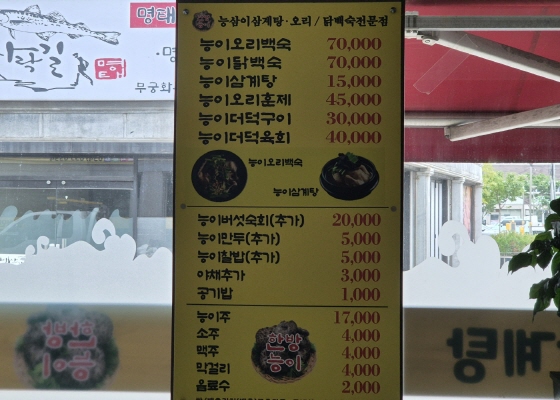 능삼이삼계탕·오리 / 닭백숙전문점
능이오리백숙 70,000
능이닭백숙 70,000
능이삼계탕 15,000
능이오리훈제 45,000
능이더덕구이 30,000
능이더덕육회 40,000
능이오리백숙
능이삼계탕
능이버섯숙회(추가) 20,000
능이만두(추가) 5,000
능이찰밥(추가) 5,000
야채추가 3,000
공기밥 1,000
능이주 17,000
소주 4,000
맥주 4,000
막걸리 4,000
음료수 2,000
한방
능이
명태
무궁화
계탕